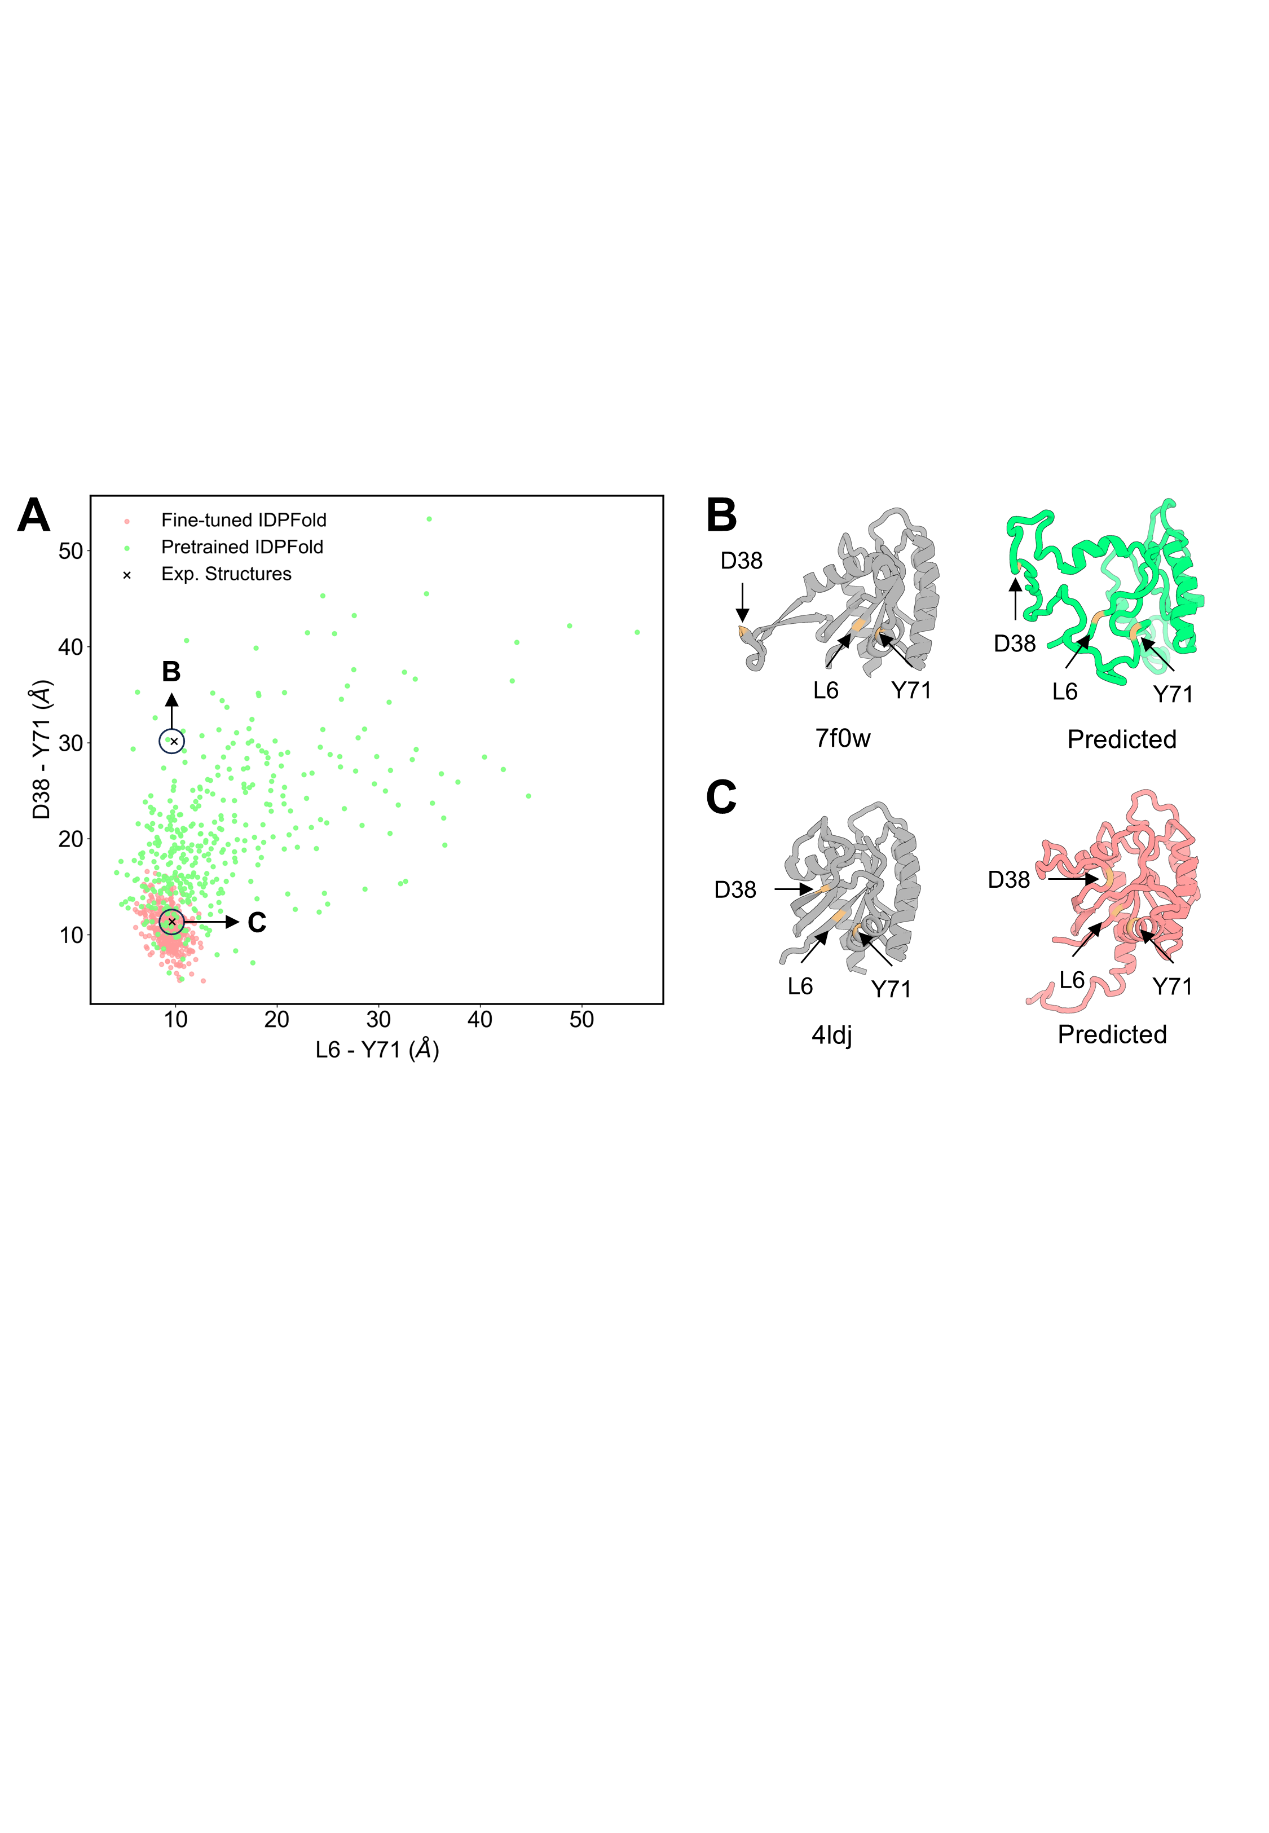 A
Fine-tuned IDPFold
Pretrained IDPFold
Exp. Structures
50
40
30
20
10
D38 - Y71 (Å)
B
C
10 20 30 40 50
L6 - Y71 (Å)
B
D38
L6
Y71
7f0w
D38
L6
Y71
Predicted
C
D38
L6
Y71
4ldj
D38
L6
Y71
Predicted